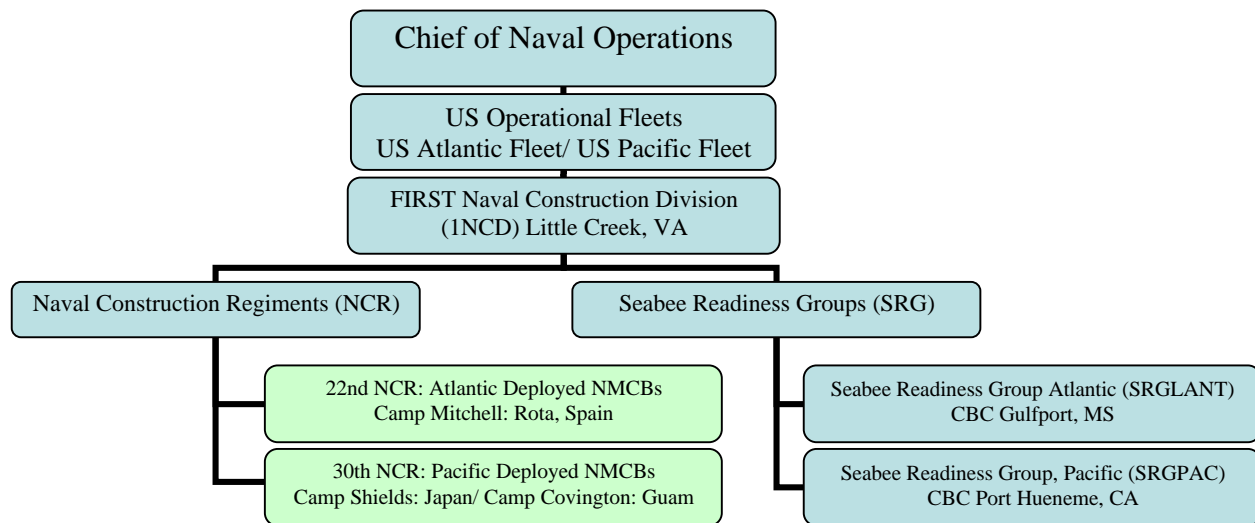 Chief of Naval Operations
US Operational Fleets
US Atlantic Fleet/ US Pacific Fleet
FIRST Naval Construction Division
(1NCD) Little Creek, VA
Naval Construction Regiments (NCR)
Seabee Readiness Groups (SRG)
22nd NCR: Atlantic Deployed NMCBs
Camp Mitchell: Rota, Spain
30th NCR: Pacific Deployed NMCBs
Camp Shields: Japan/ Camp Covington: Guam
Seabee Readiness Group Atlantic (SRGLANT)
CBC Gulfport, MS
Seabee Readiness Group, Pacific (SRGPAC)
CBC Port Hueneme, CA